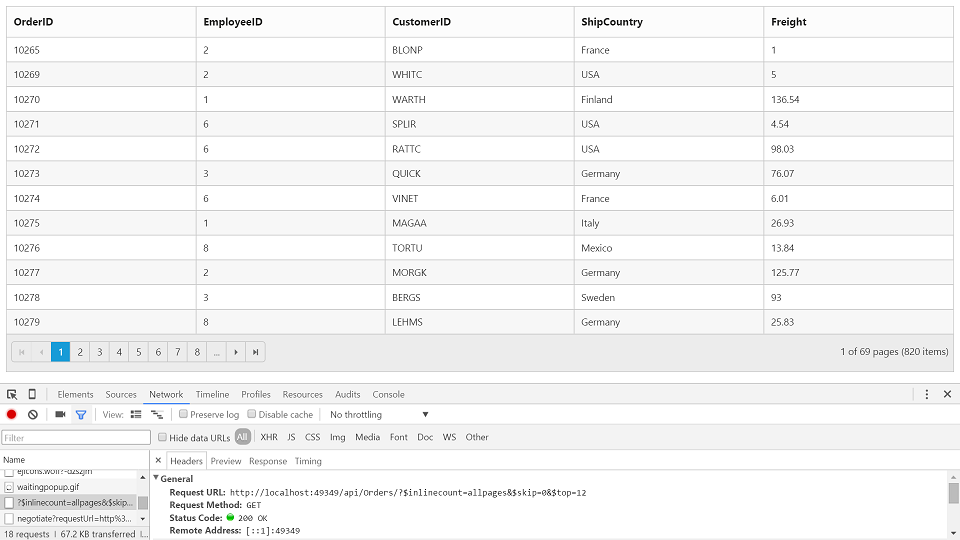 OrderID EmployeeID CustomerID ShipCountry Freight
10265 2 BLONP France 1
10269 2 WHITC USA 5
10270 1 WARTH Finland 136.54
10271 6 SPLIR USA 4.54
10272 6 RATTC USA 98.03
10273 3 QUICK Germany 76.07
10274 6 VINET France 6.01
10275 1 MAGAA Italy 26.93
10276 8 TORTU Mexico 13.84
10277 2 MORGK Germany 125.77
10278 3 BERGS Sweden 93
10279 8 LEHMS Germany 25.83
1 2 3 4 5 6 7 8 ... 1 of 69 pages (820 items)
Elements Sources Network Timeline Profiles Resources Audits Console
View: Preserve log Disable cache No throttling
Filter Hide data URLs All XHR JS CSS Img Media Font Doc WS Other
Name Headers Preview Response Timing
General
waitingpopup.gif Request URL: http://localhost:49349/api/Orders/?$inlinecount=allpages&$skip=0&$top=12
?$inlinecount=allpages&$skip... Request Method: GET
negotiate?requestUrl=http%3... Status Code: 200 OK
18 requests | 67.2 KB transferred Remote Address: [::1]:49349